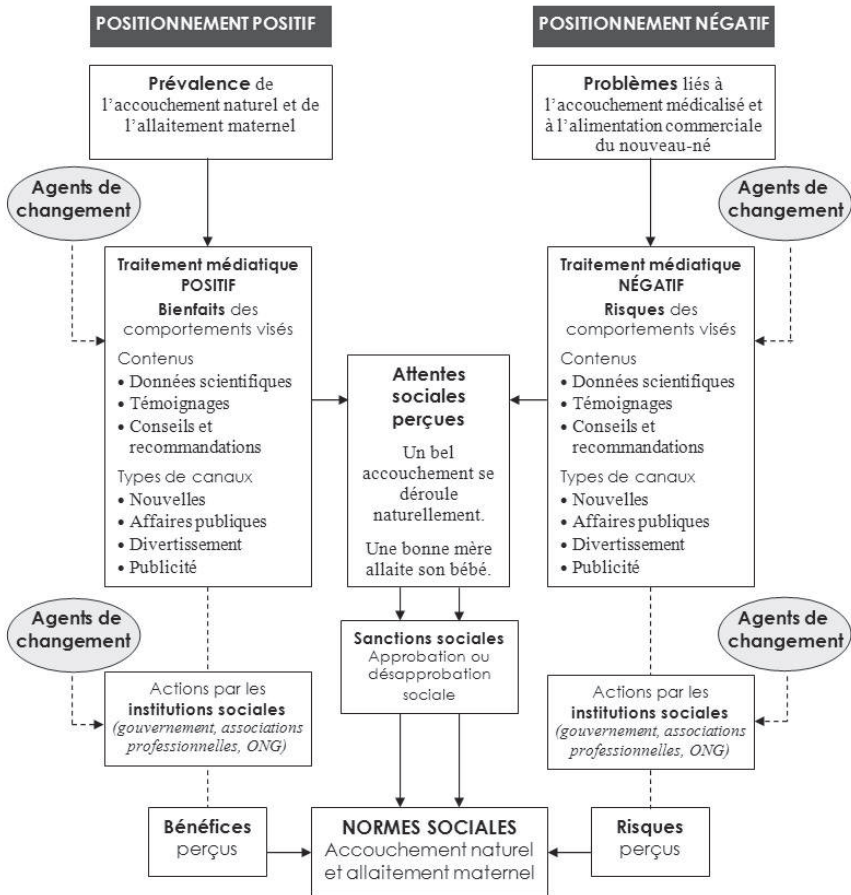 POSITIONNEMENT POSITIF
POSITIONNEMENT NÉGATIF
Prévalence de
l'accouchement naturel et de
l'allaitement maternel
Problèmes liés à
l'accouchement médicalisé et
à l'alimentation commerciale
du nouveau-né
Agents de
changement
Agents de
changement
Traitement médiatique
POSITIF
Bienfaits des
comportements visés
Contenus
• Données scientifiques
• Témoignages
• Conseils et
recommandations
Types de canaux
• Nouvelles
• Affaires publiques
• Divertissement
• Publicité
Attentes
sociales
perçues
Un bel
accouchement se
déroule
naturellement.
Une bonne mère
allaite son bébé.
Traitement médiatique
NÉGATIF
Risques des
comportements visés
Contenus
• Données scientifiques
• Témoignages
• Conseils et
recommandations
Types de canaux
• Nouvelles
• Affaires publiques
• Divertissement
• Publicité
Agents de
changement
Sanctions sociales
Approbation ou
désapprobation
sociale
Agents de
changement
Actions par les
institutions sociales
(gouvernement, associations
professionnelles, ONG)
Actions par les
institutions sociales
(gouvernement, associations
professionnelles, ONG)
Bénéfices
perçus
NORMES SOCIALES
Accouchement naturel
et allaitement maternel
Risques
perçus